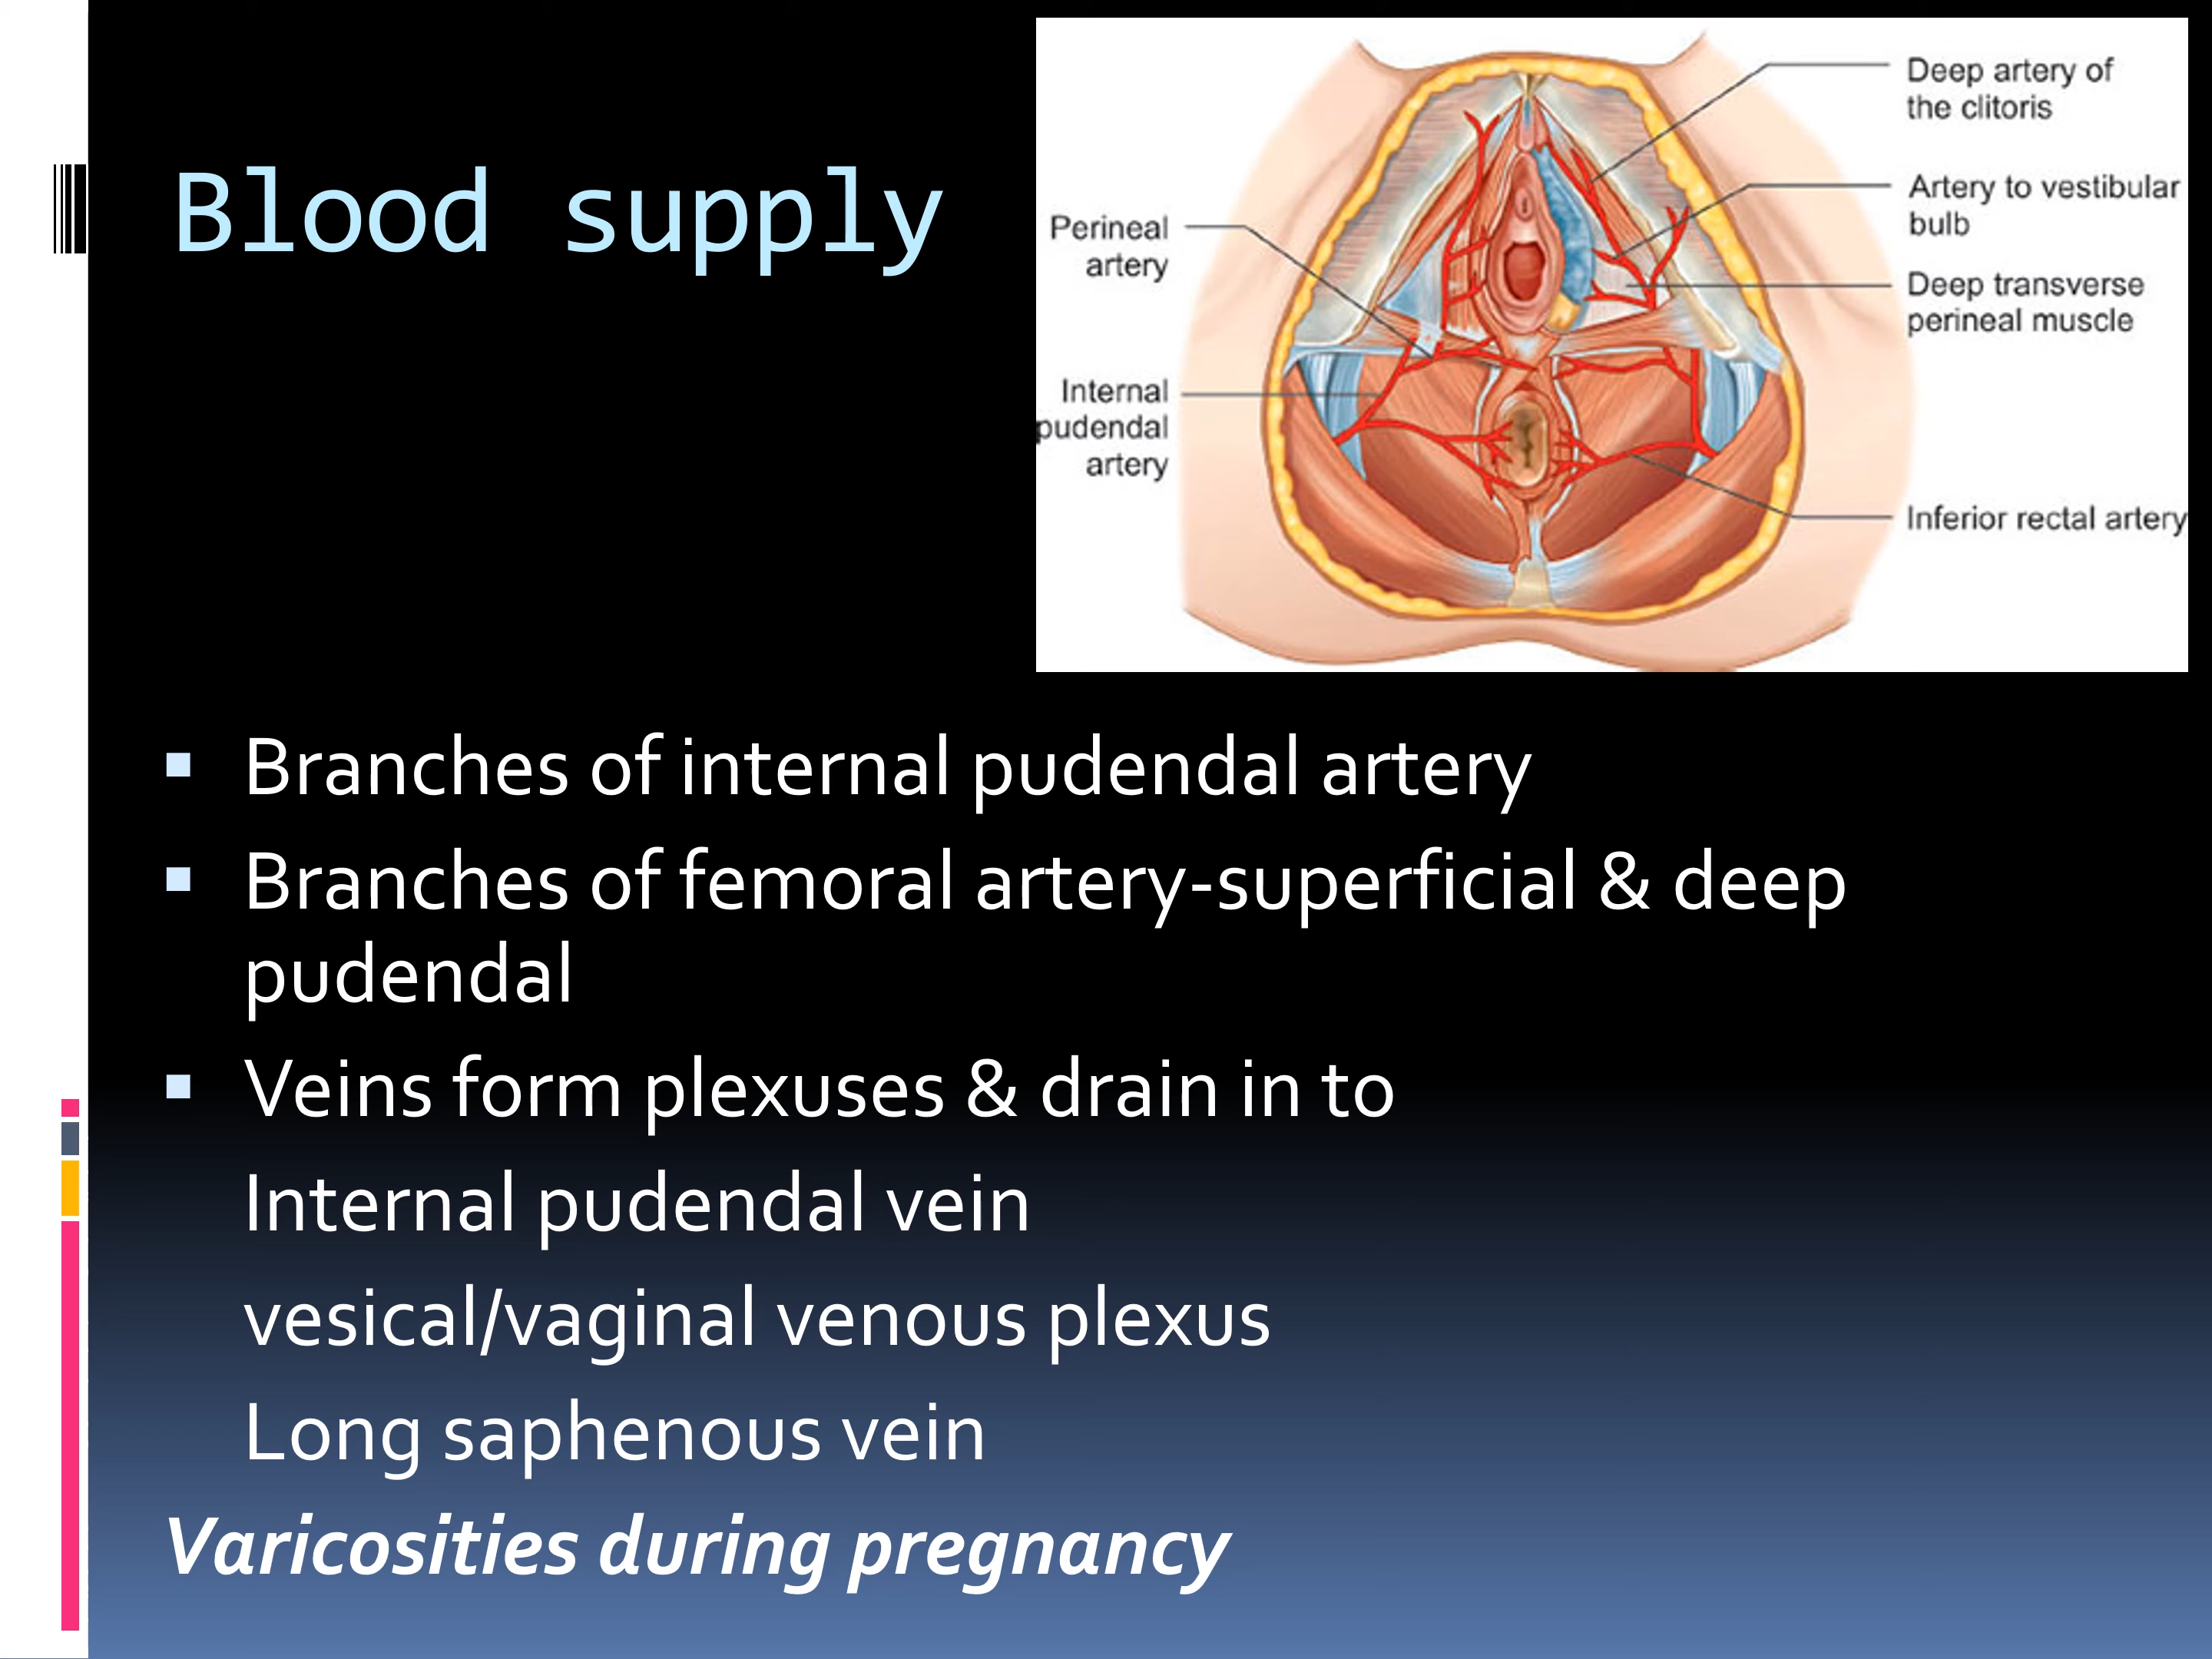 Blood supply
Deep artery of
the clitoris
Artery to vestibular
bulb
Deep transverse
perineal muscle
Inferior rectal artery
Perineal
artery
Internal
pudendal
artery
▪ Branches of internal pudendal artery
▪ Branches of femoral artery-superficial & deep
pudendal
▪ Veins form plexuses & drain in to
Internal pudendal vein
vesical/vaginal venous plexus
Long saphenous vein
Varicosities during pregnancy